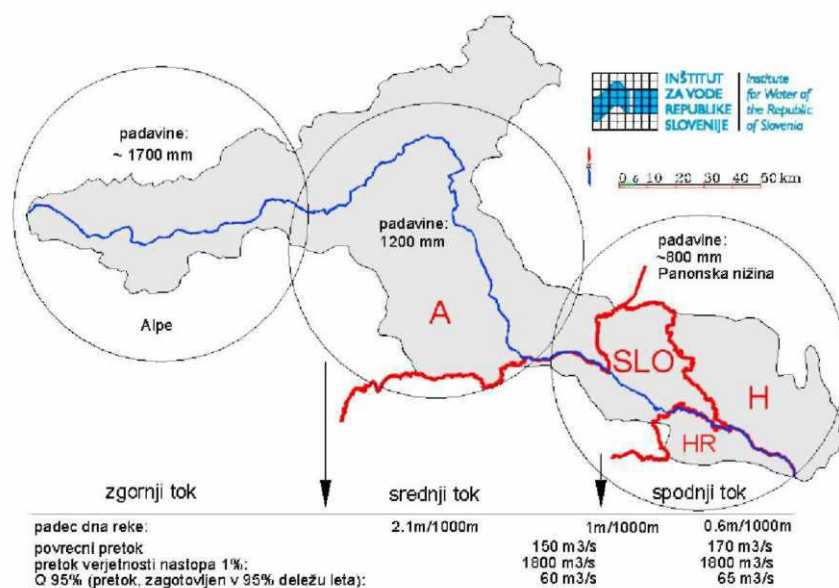 INŠTITUT
ZA VODE
REPUBLIKE
SLOVENIJE
Institute
for Water of
the Republic
of Slovenia
padavine:
~ 1700 mm
0 5 10 20 30 40 50 km
padavine:
1200 mm
padavine:
~800 mm
Panonska nižina
Alpe
A
SLO
H
HR
zgornji tok
srednji tok
spodnji tok
padec dna reke: 2.1m/1000m 1m/1000m 0.6m/1000m
povrecni pretok 150 m3/s 170 m3/s
pretok verjetnosti nastopa 1%: 1800 m3/s 1800 m3/s
Q 95% (pretok, zagotovljen v 95% deležu leta): 60 m3/s 65 m3/s